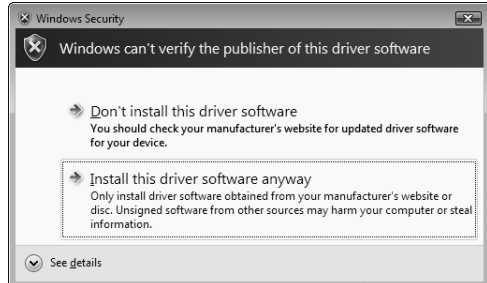 Windows Security
Windows can't verify the publisher of this driver software
Don't install this driver software
You should check your manufacturer's website for updated driver software
for your device.
Install this driver software anyway
Only install driver software obtained from your manufacturer's website or
disc. Unsigned software from other sources may harm your computer or steal
information.
See details